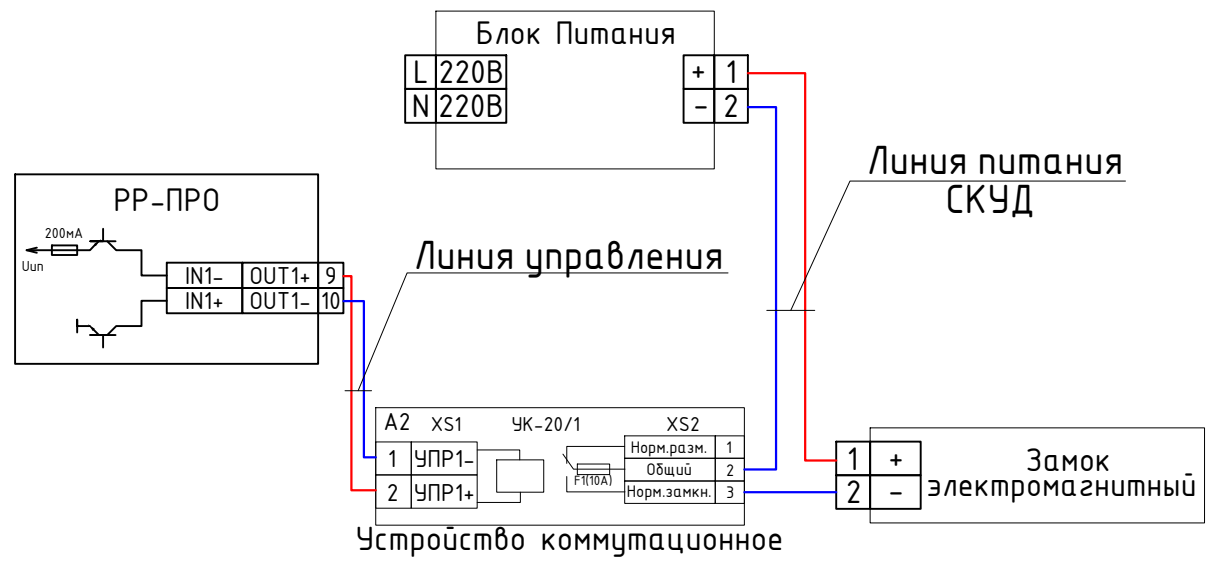 Блок Питания
L 220В + 1
N 220В - 2
Линия питания
СКУД
РР-ПРО
200мА
Uип
IN1- OUT1+ 9
IN1+ OUT1- 10
Линия управления
A2 XS1 УК-20/1 XS2
1 УПР1-
2 УПР1+
F1(10А)
Норм.разм. 1
Общий 2
Норм.замкн. 3
Устройство коммутационное
1 +
2 -
Замок
электромагнитный